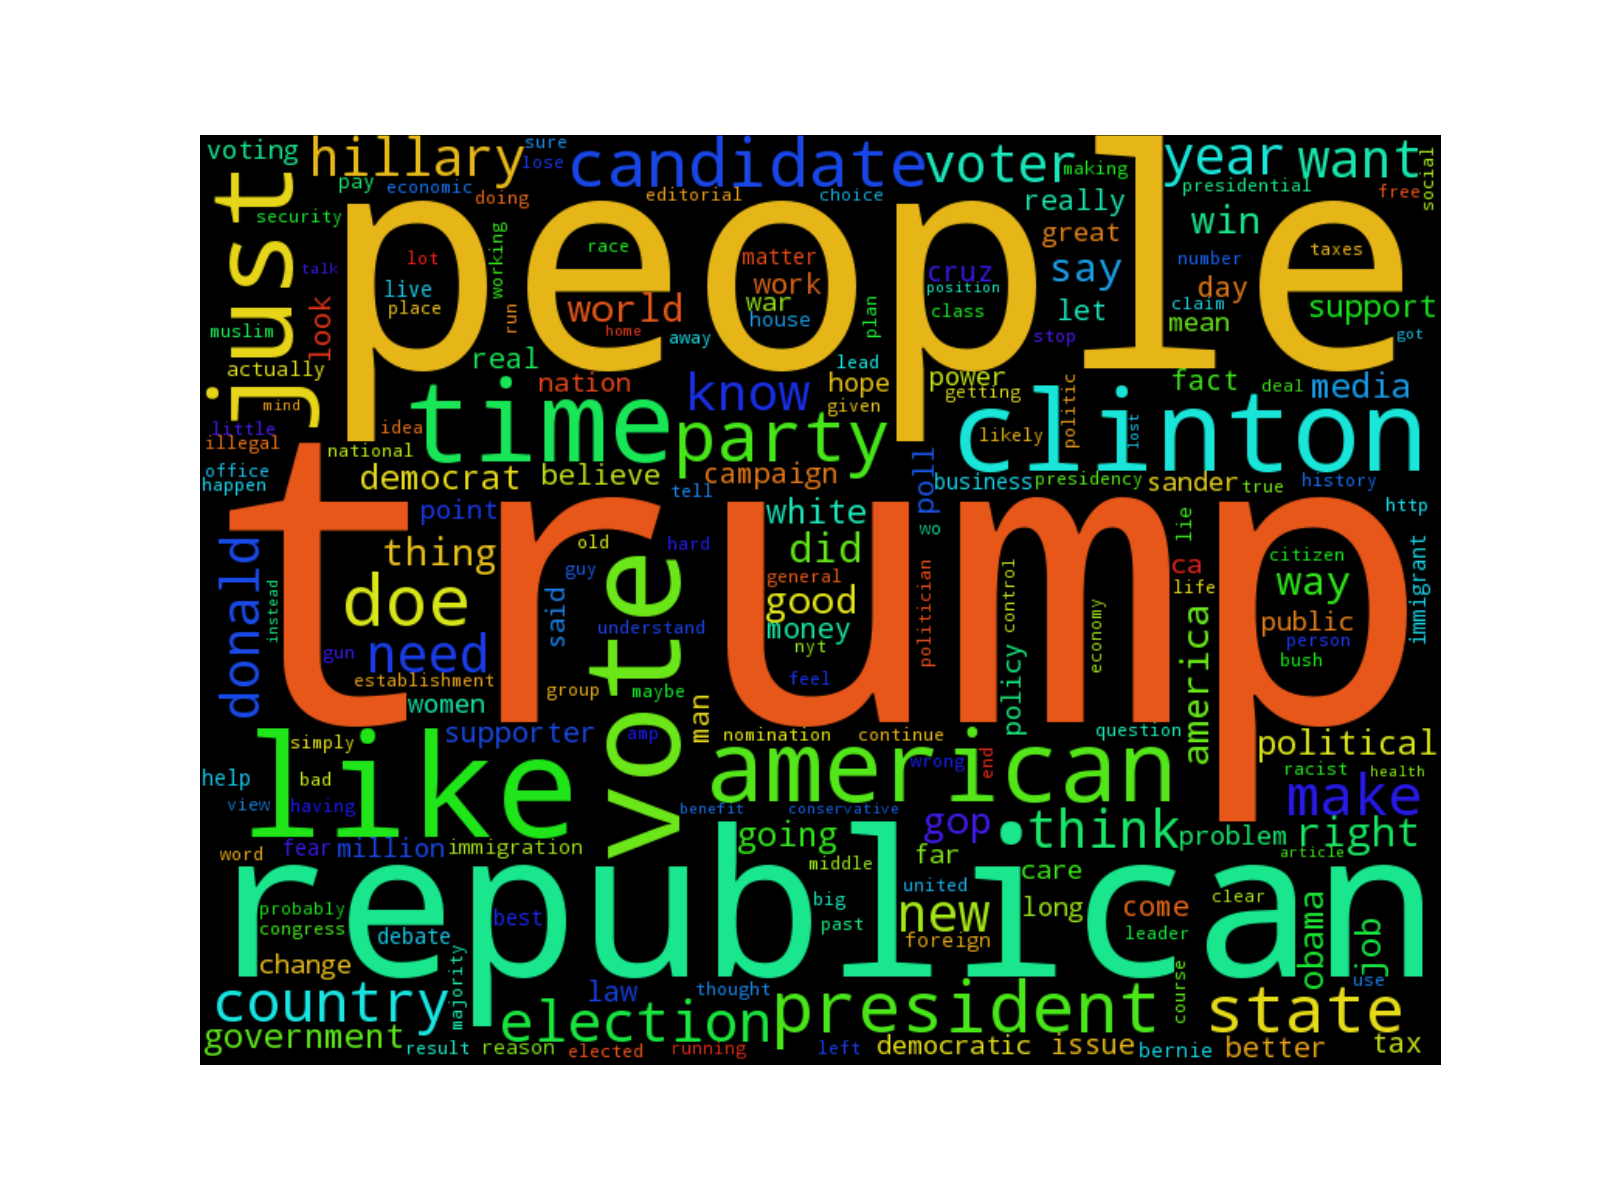 voting hillary sure lose candidate voter making year want social
pay economic doing editorial choice presidential free
just security people really win
working race great taxes
talk lot matter cruz say number
live work position day
place world war class let claim support
run home house plan mean
muslim look away stop got
actually real lead
nation know hope power fact deal media
mind time given getting politic clinton
little idea party likely lost
illegal national
office democrat believe campaign poll business presidency sander true history
happen tell
trump http
point white wo lie
donald thing old hard did citizen
guy general politician control ca way immigrant
instead doe vote good life
said understand money economy public
gun need nyt person
establishment feel bush
women group maybe policy america
supporter amp man nomination continue question political
simply american wrong end racist health
help bad like
view having benefit conservative make
going gop think problem right
word fear million immigration far article
republican middle care
probably best big united new long come clear obama
congress debate past foreign leader job
change majority course use
country law thought president state
government election
result reason elected running left democratic issue bernie better tax